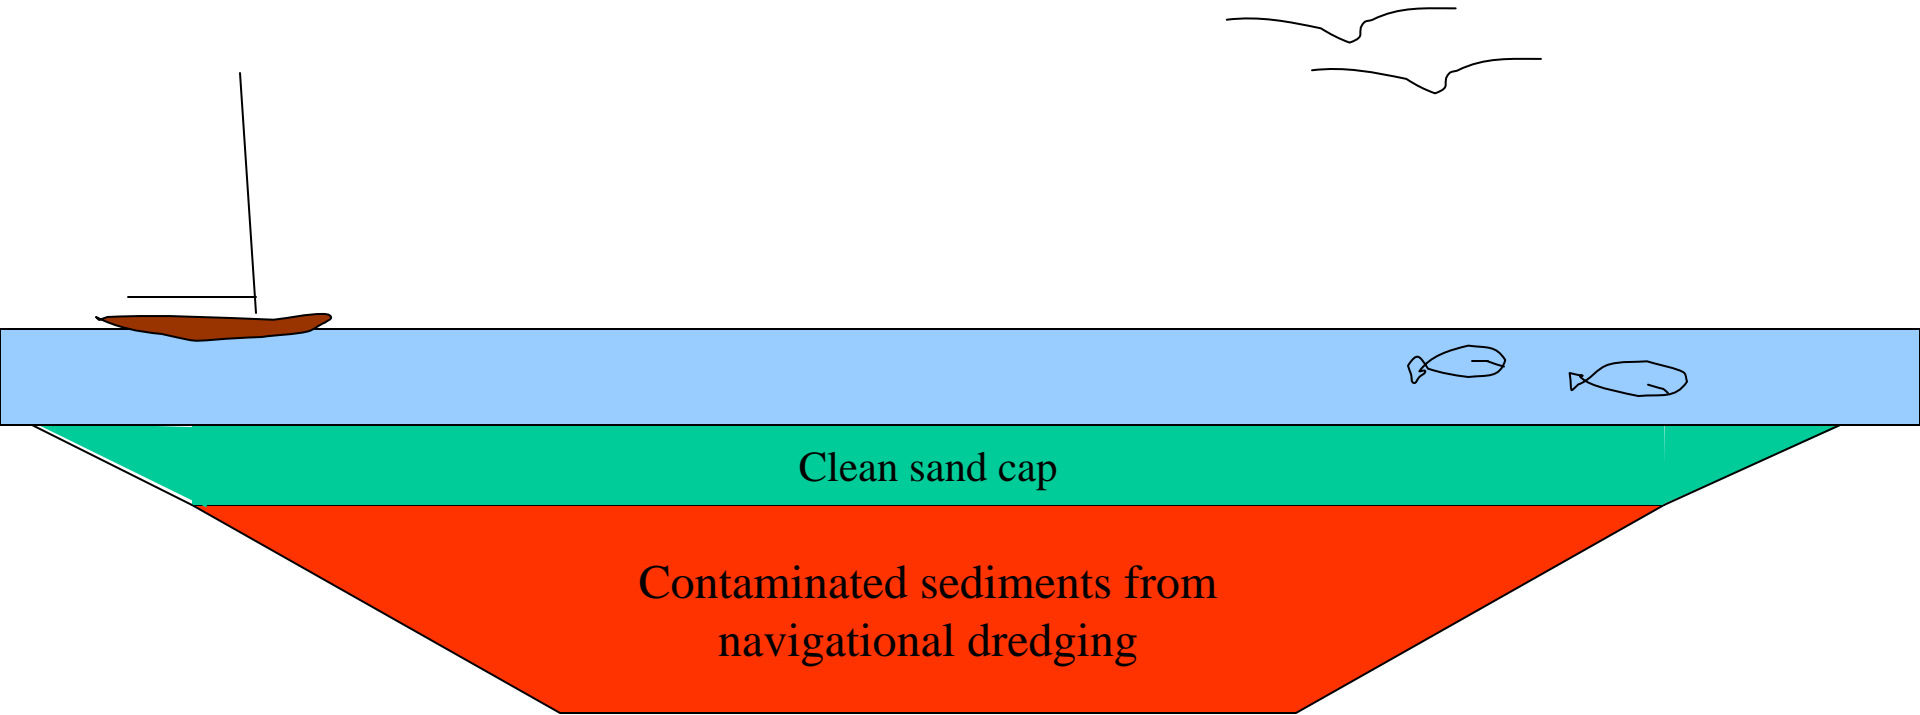 Clean sand cap
Contaminated sediments from
navigational dredging